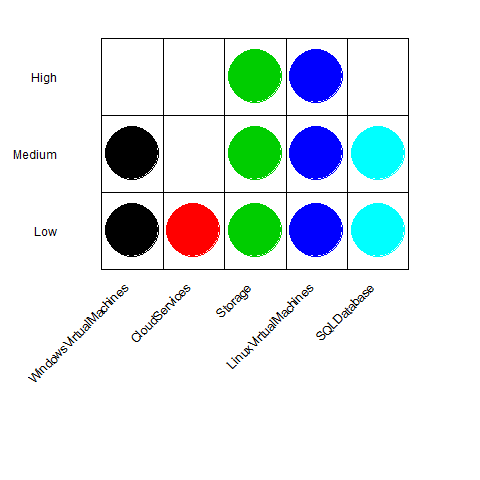 High
Medium
Low
WindowsVirtualMachines
CloudServices
Storage
LinuxVirtualMachines
SQLDatabase